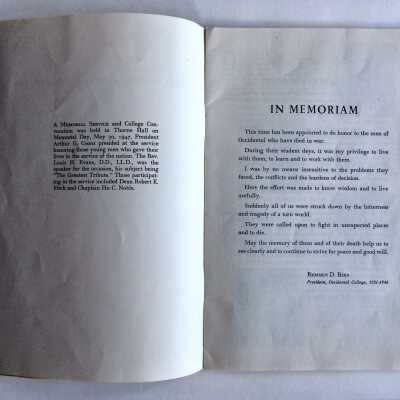 A Memorial Service and College Con-
vocation was held in Thorne Hall on
Memorial Day, May 30, 1947. President
Arthur G. Coons presided at the service
honoring those young men who gave their
lives in the service of the nation. The Rev.
Louis H. Evans, D.D., LL.D., was the
speaker for the occasion, his subject being
"The Greatest Tribute." Those participat-
ing in the service included Dean Robert E.
Fitch and Chaplain Hu C. Noble.
IN MEMORIAM
This time has been appointed to do honor to the men of
Occidental who have died in war.
During their student days, it was my privilege to live
with them, to learn and to work with them.
I was by no means insensitive to the problems they
faced, the conflicts and the burdens of decision.
Here the effort was made to know wisdom and to live
usefully.
Suddenly all of us were struck down by the bitterness
and tragedy of a torn world.
They were called upon to fight in unexpected places
and to die.
May the memory of them and of their death help us to
see clearly and to continue to strive for peace and good will.
Remsen D. Bird
President, Occidental College, 1921-1946